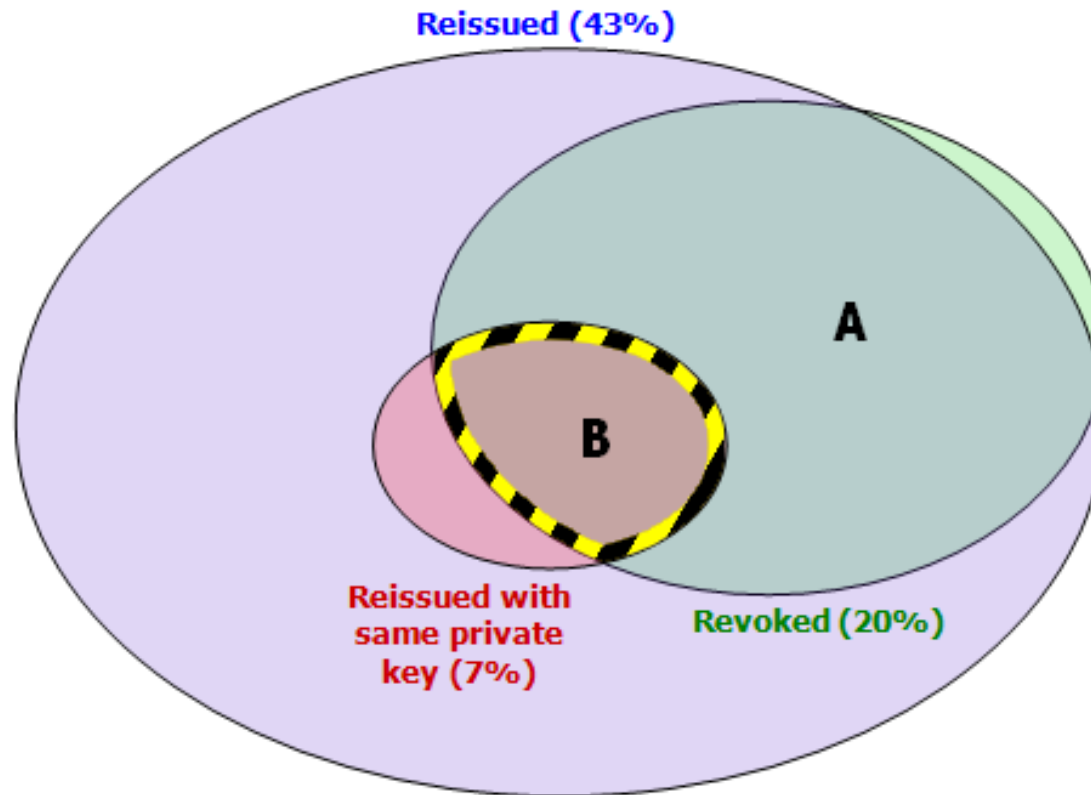 Reissued (43%)
A
B
Reissued with
same private
key (7%)
Revoked (20%)